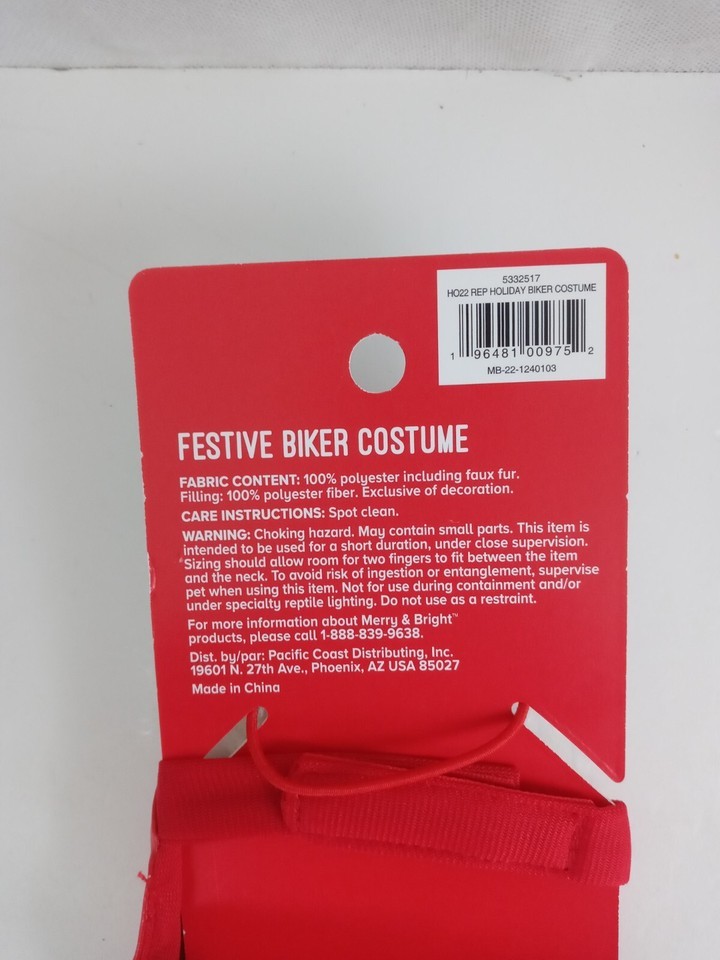 5332517
HO22 REP HOLIDAY BIKER COSTUME
1 96481 00975 2
MB-22-1240103
FESTIVE BIKER COSTUME
FABRIC CONTENT: 100% polyester including faux fur.
Filling: 100% polyester fiber. Exclusive of decoration.
CARE INSTRUCTIONS: Spot clean.
WARNING: Choking hazard. May contain small parts. This item is
intended to be used for a short duration, under close supervision.
Sizing should allow room for two fingers to fit between the item
and the neck. To avoid risk of ingestion or entanglement, supervise
pet when using this item. Not for use during containment and/or
under specialty reptile lighting. Do not use as a restraint.
For more information about Merry & Bright™
products, please call 1-888-839-9638.
Dist. by/par: Pacific Coast Distributing, Inc.
19601 N. 27th Ave., Phoenix, AZ USA 85027
Made in China